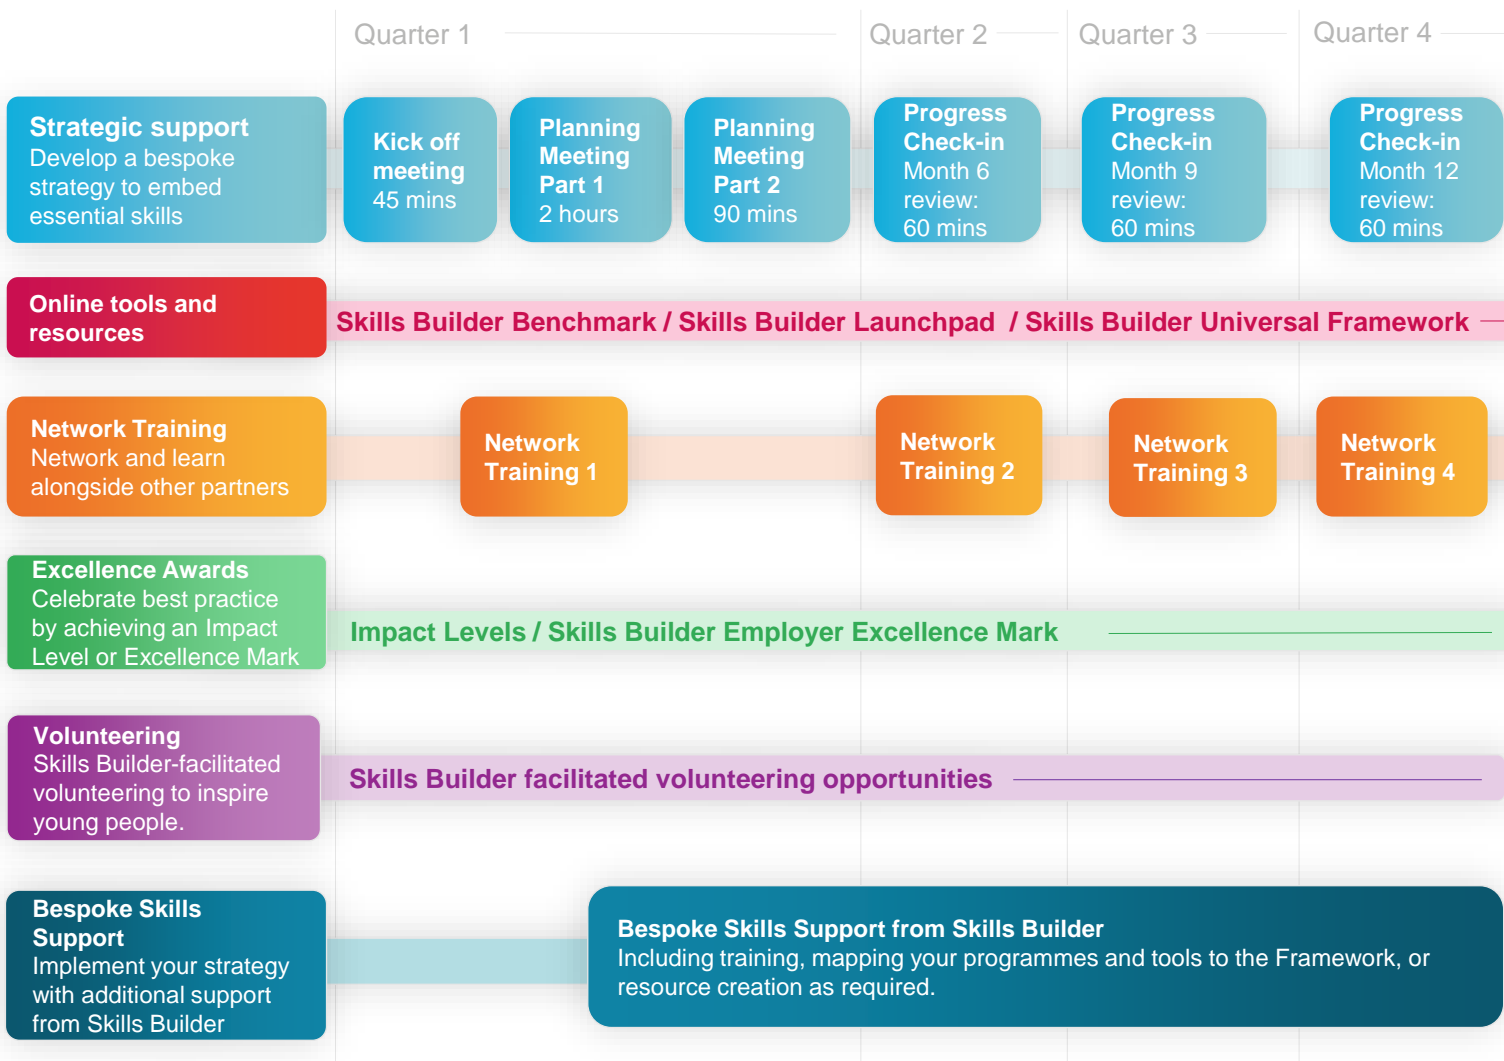 Quarter 1
Quarter 2
Quarter 3
Quarter 4
Strategic support
Develop a bespoke
strategy to embed
essential skills
Kick off
meeting
45 mins
Planning
Meeting
Part 1
2 hours
Planning
Meeting
Part 2
90 mins
Progress
Check-in
Month 6
review:
60 mins
Progress
Check-in
Month 9
review:
60 mins
Progress
Check-in
Month 12
review:
60 mins
Online tools and
resources
Skills Builder Benchmark / Skills Builder Launchpad / Skills Builder Universal Framework
Network Training
Network and learn
alongside other partners
Network
Training 1
Network
Training 2
Network
Training 3
Network
Training 4
Excellence Awards
Celebrate best practice
by achieving an Impact
Level or Excellence Mark
Impact Levels / Skills Builder Employer Excellence Mark
Volunteering
Skills Builder-facilitated
volunteering to inspire
young people.
Skills Builder facilitated volunteering opportunities
Bespoke Skills
Support
Implement your strategy
with additional support
from Skills Builder
Bespoke Skills Support from Skills Builder
Including training, mapping your programmes and tools to the Framework, or
resource creation as required.